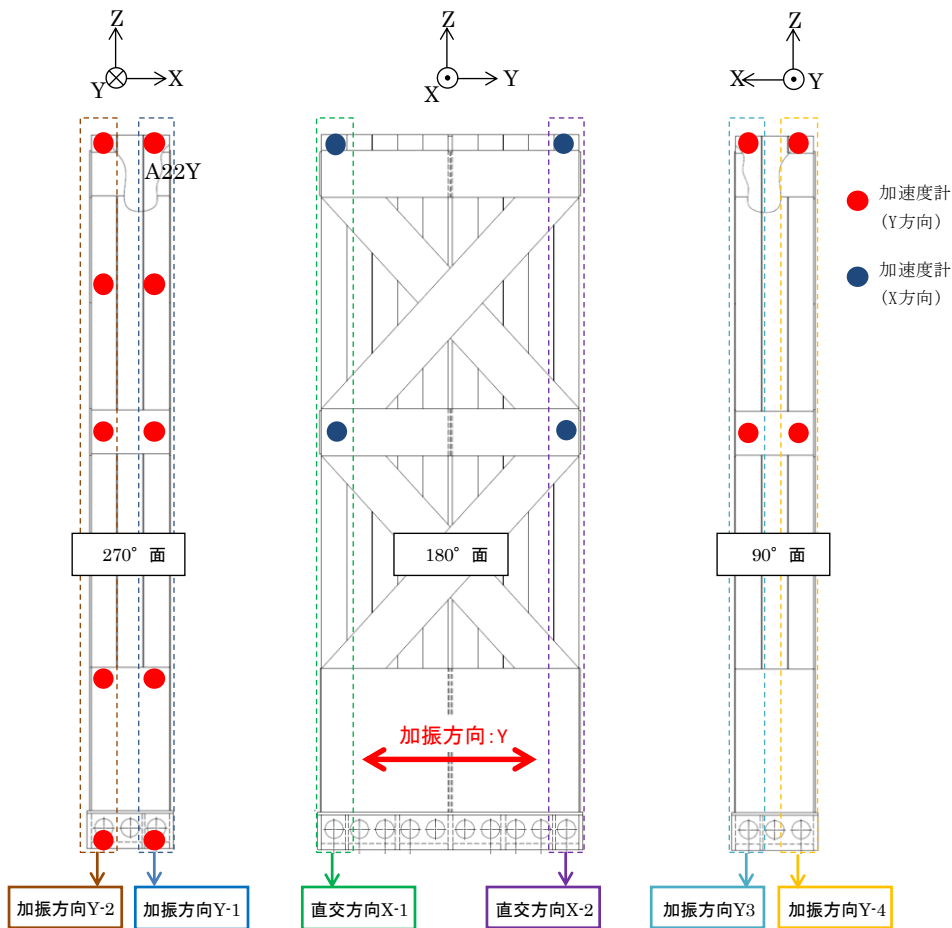 Z
Y
X
Z
X
Y
Z
X
Y
A22Y
加速度計
(Y方向)
加速度計
(X方向)
270° 面
180° 面
90° 面
加振方向:Y
加振方向Y-2
加振方向Y-1
直交方向X-1
直交方向X-2
加振方向Y3
加振方向Y-4